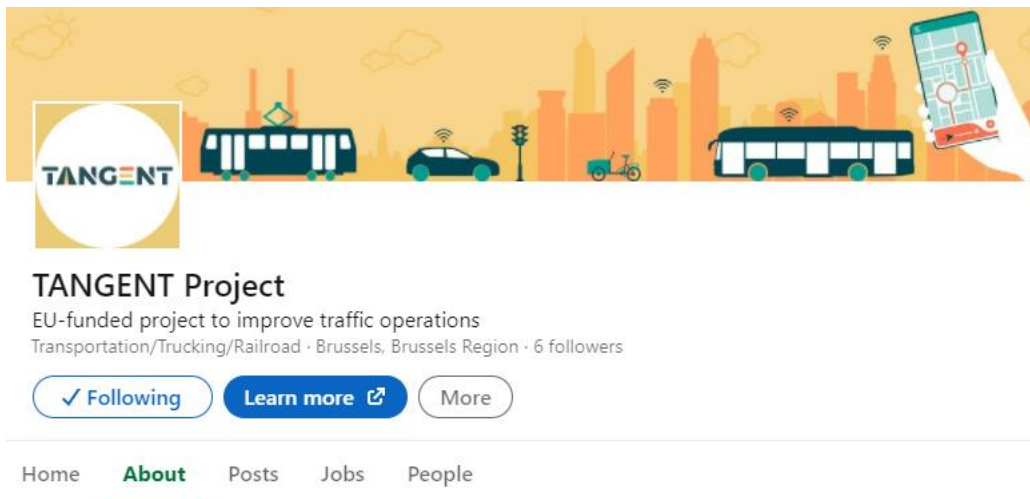 TANGENT
TANGENT Project
EU-funded project to improve traffic operations
Transportation/Trucking/Railroad · Brussels, Brussels Region · 6 followers
Following Learn more More
Home About Posts Jobs People